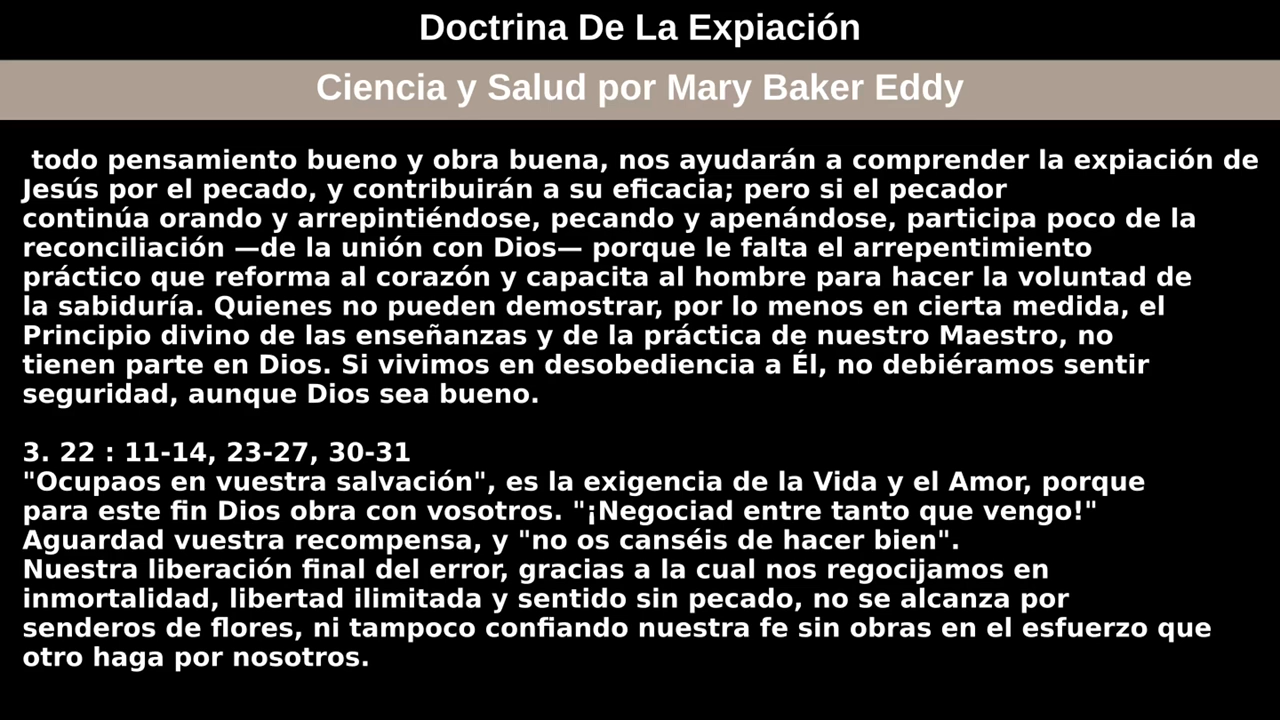 Doctrina De La Expiación
Ciencia y Salud por Mary Baker Eddy
todo pensamiento bueno y obra buena, nos ayudarán a comprender la expiación de
Jesús por el pecado, y contribuirán a su eficacia; pero si el pecador
continúa orando y arrepintiéndose, pecando y apenándose, participa poco de la
reconciliación —de la unión con Dios— porque le falta el arrepentimiento
práctico que reforma al corazón y capacita al hombre para hacer la voluntad de
la sabiduría. Quienes no pueden demostrar, por lo menos en cierta medida, el
Principio divino de las enseñanzas y de la práctica de nuestro Maestro, no
tienen parte en Dios. Si vivimos en desobediencia a Él, no debiéramos sentir
seguridad, aunque Dios sea bueno.
3. 22 : 11-14, 23-27, 30-31
"Ocupaos en vuestra salvación", es la exigencia de la Vida y el Amor, porque
para este fin Dios obra con vosotros. "¡Negociad entre tanto que vengo!"
Aguardad vuestra recompensa, y "no os canséis de hacer bien".
Nuestra liberación final del error, gracias a la cual nos regocijamos en
inmortalidad, libertad ilimitada y sentido sin pecado, no se alcanza por
senderos de flores, ni tampoco confiando nuestra fe sin obras en el esfuerzo que
otro haga por nosotros.